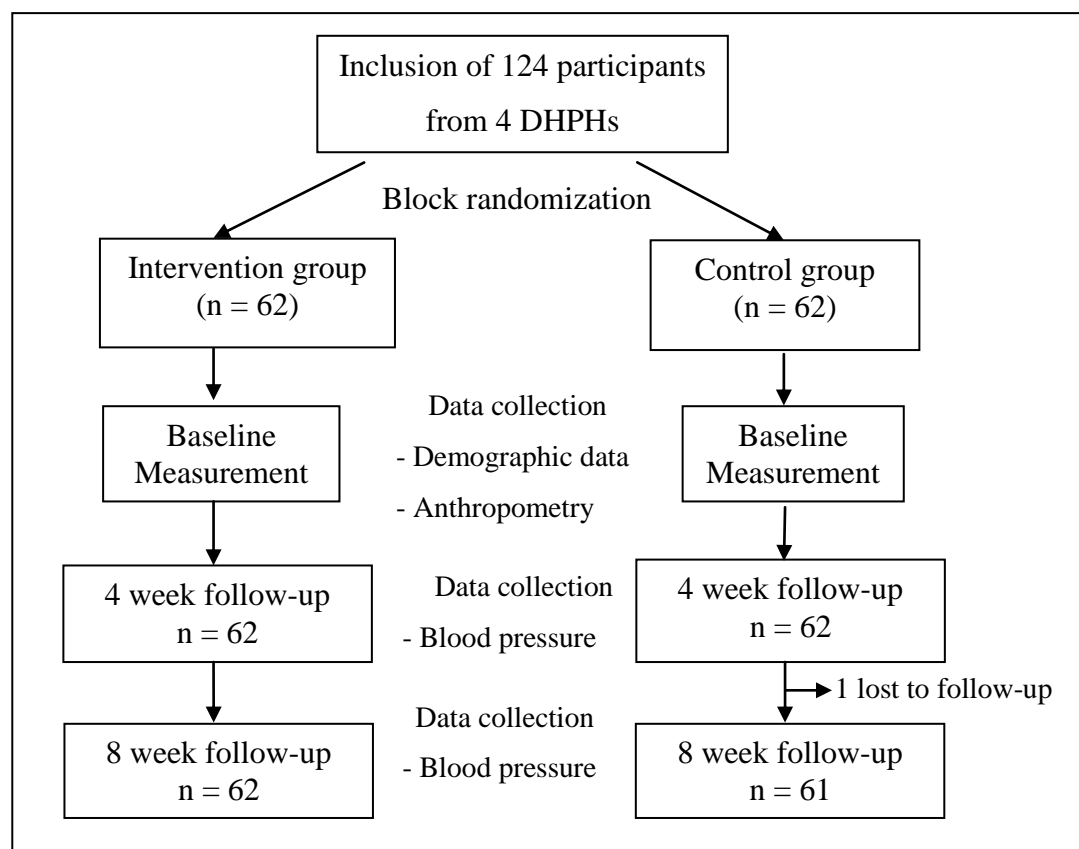 Inclusion of 124 participants
from 4 DHPHs
Block randomization
Intervention group
(n = 62)
Control group
(n = 62)
Baseline
Measurement
Data collection
- Demographic data
- Anthropometry
Baseline
Measurement
4 week follow-up
n = 62
Data collection
- Blood pressure
4 week follow-up
n = 62
1 lost to follow-up
8 week follow-up
n = 62
Data collection
- Blood pressure
8 week follow-up
n = 61